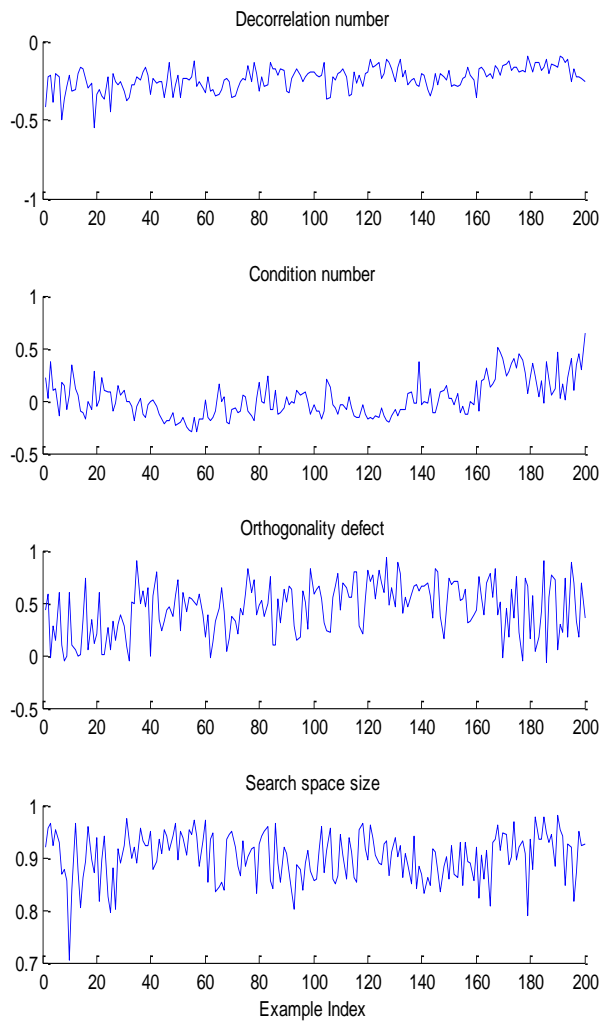 Decorrelation number
0
-0.5
-1
0 20 40 60 80 100 120 140 160 180 200
Condition number
1
0.5
0
-0.5
0 20 40 60 80 100 120 140 160 180 200
Orthogonality defect
1
0.5
0
-0.5
0 20 40 60 80 100 120 140 160 180 200
Search space size
1
0.9
0.8
0.7
0 20 40 60 80 100 120 140 160 180 200
Example Index